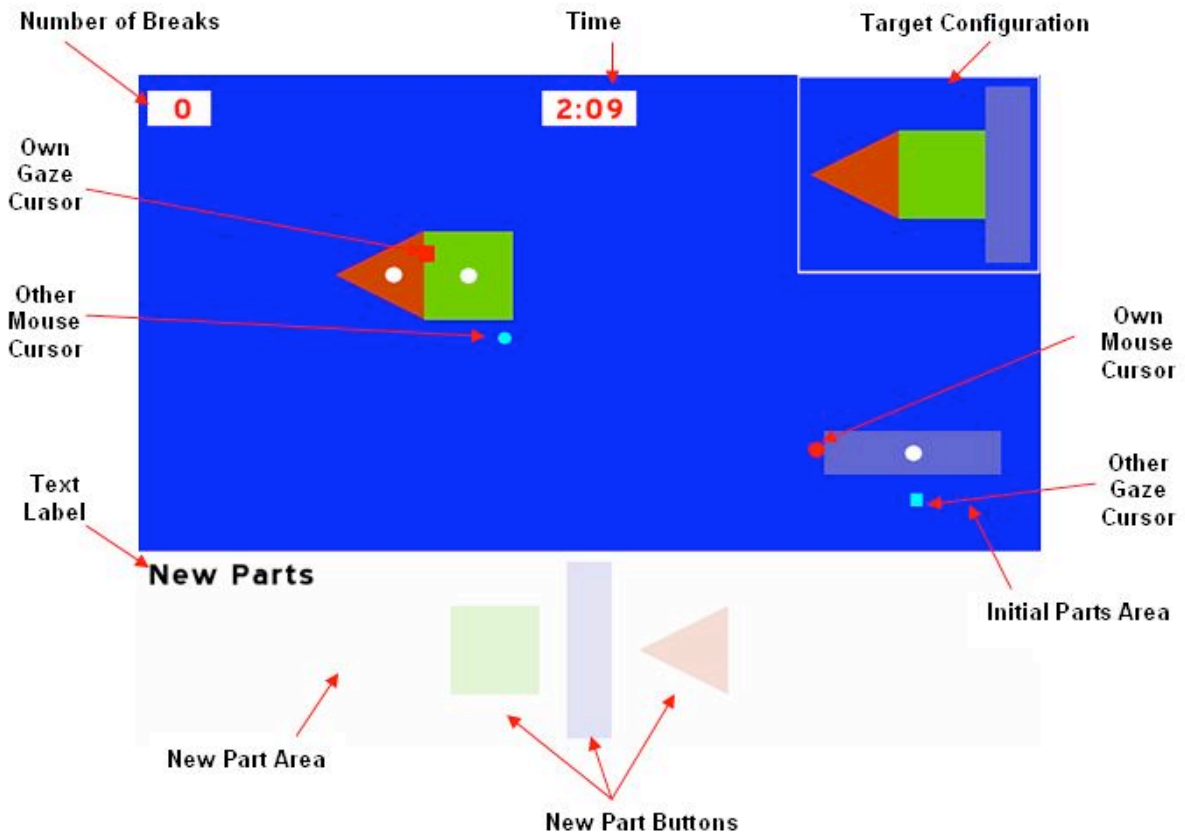 Number of Breaks
Time
Target Configuration
0
2:09
Own
Gaze
Cursor
Other
Mouse
Cursor
Own
Mouse
Cursor
Text
Label
Other
Gaze
Cursor
New Parts
Initial Parts Area
New Part Area
New Part Buttons